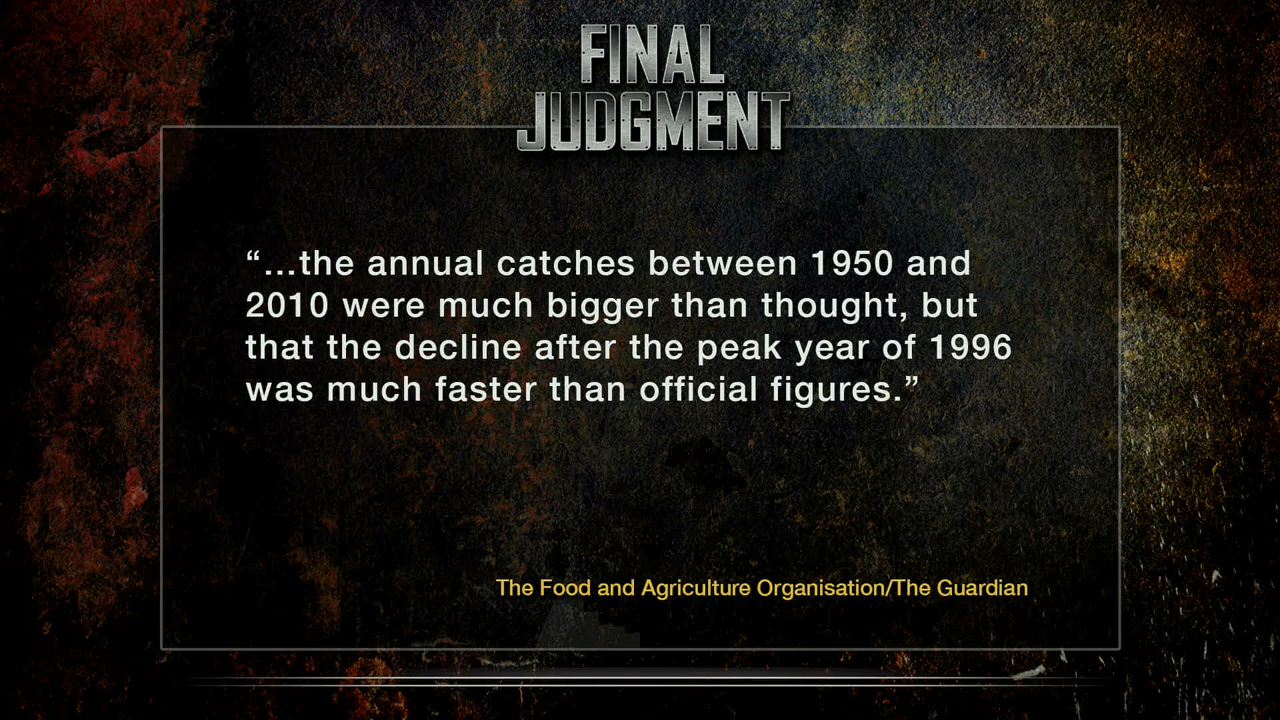 FINAL
JUDGMENT
“...the annual catches between 1950 and
2010 were much bigger than thought, but
that the decline after the peak year of 1996
was much faster than official figures.”
The Food and Agriculture Organisation/The Guardian